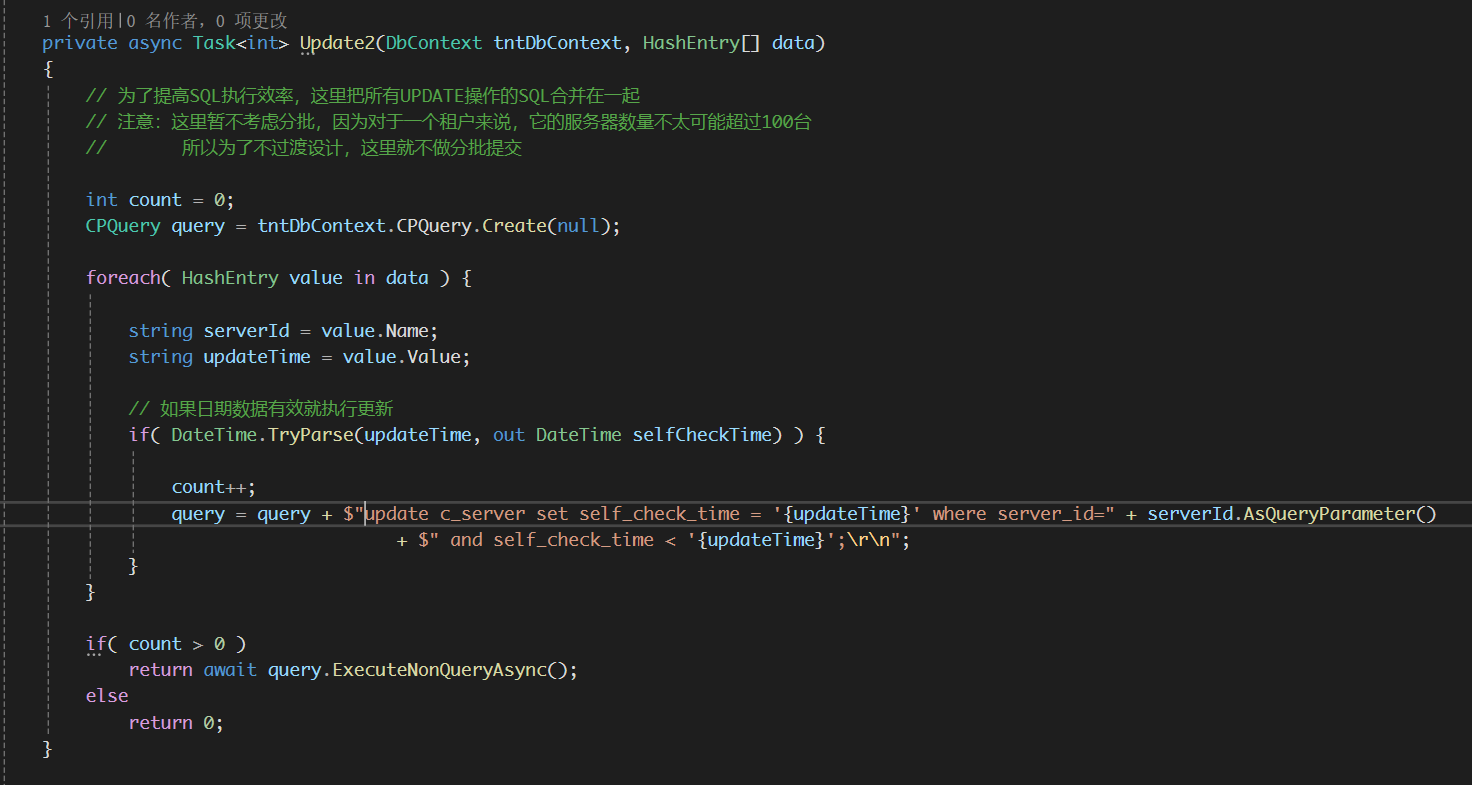 1 个引用|0 名作者，0 项更改
private async Task<int> Update2(DbContext tntDbContext, HashEntry[] data)
{
// 为了提高SQL执行效率，这里把所有UPDATE操作的SQL合并在一起
// 注意：这里暂不考虑分批，因为对于一个租户来说，它的服务器数量不太可能超过100台
//       所以为了不过渡设计，这里就不做分批提交
int count = 0;
CPQuery query = tntDbContext.CPQuery.Create(null);
foreach( HashEntry value in data ) {
string serverId = value.Name;
string updateTime = value.Value;
// 如果日期数据有效就执行更新
if( DateTime.TryParse(updateTime, out DateTime selfCheckTime) ) {
count++;
query = query + $"update c_server set self_check_time = '{updateTime}' where server_id=" + serverId.AsQueryParameter()
+ $" and self_check_time < '{updateTime}';\r\n";
}
}
if( count > 0 )
return await query.ExecuteNonQueryAsync();
else
return 0;
}